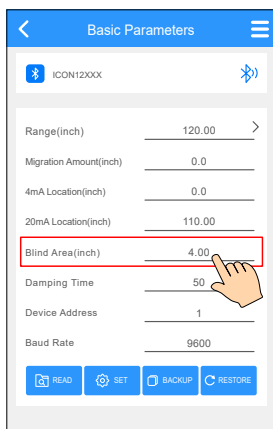 Basic Parameters
ICON12XXX
Range(inch) 120.00
Migration Amount(inch) 0.0
4mA Location(inch) 0.0
20mA Location(inch) 110.00
Blind Area(inch) 4.00
Damping Time 50
Device Address 1
Baud Rate 9600
READ SET BACKUP RESTORE